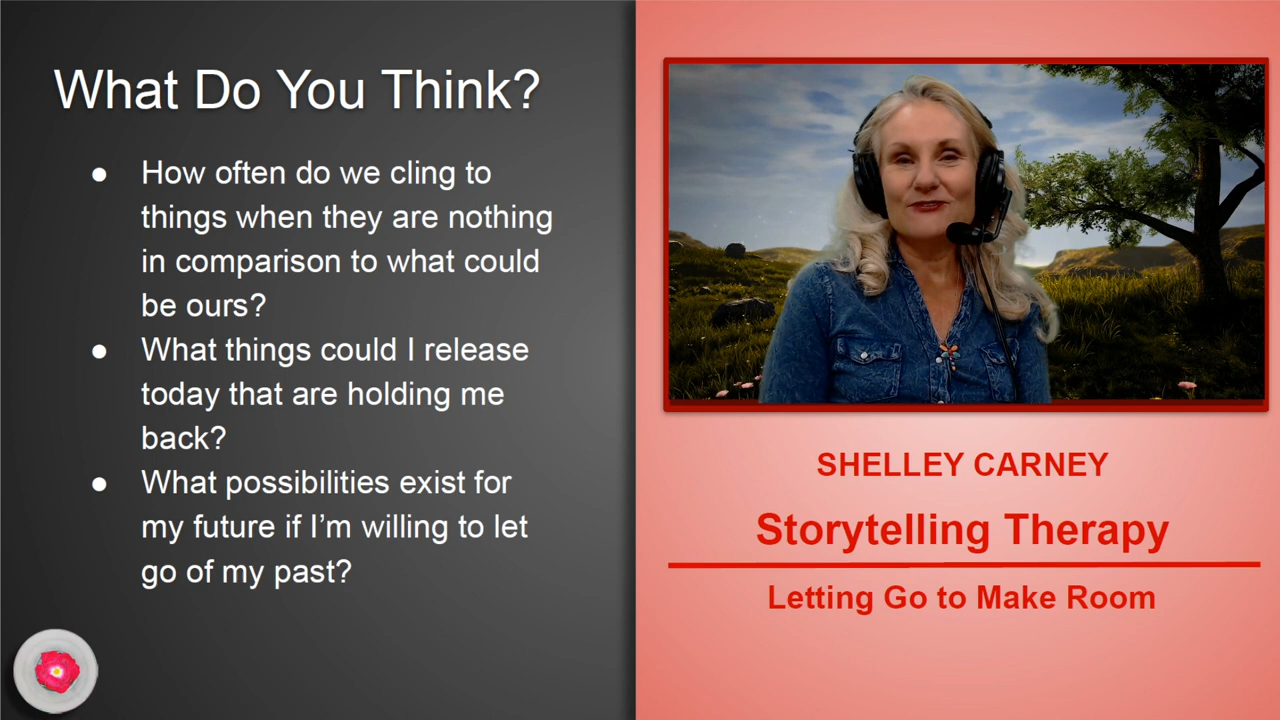 What Do You Think?
● How often do we cling to
things when they are nothing
in comparison to what could
be ours?
● What things could I release
today that are holding me
back?
● What possibilities exist for
my future if I’m willing to let
go of my past?
SHELLEY CARNEY
Storytelling Therapy
Letting Go to Make Room